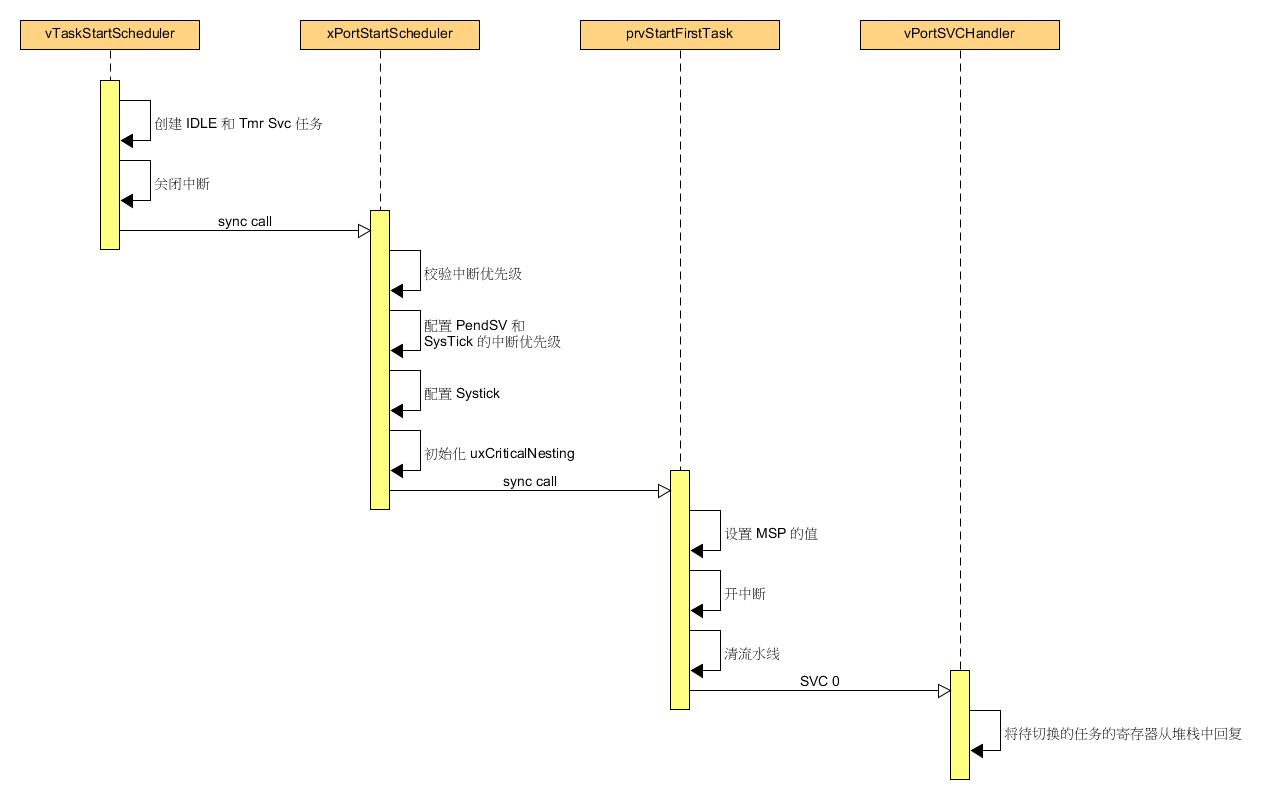 vTaskStartScheduler
xPortStartScheduler
prvStartFirstTask
vPortSVCHandler
创建 IDLE 和 Tmr Svc 任务
关闭中断
sync call
校验中断优先级
配置 PendSV 和
SysTick 的中断优先级
配置 Systick
初始化 uxCriticalNesting
sync call
设置 MSP 的值
开中断
清流水线
SVC 0
将待切换的任务的寄存器从堆栈中回复